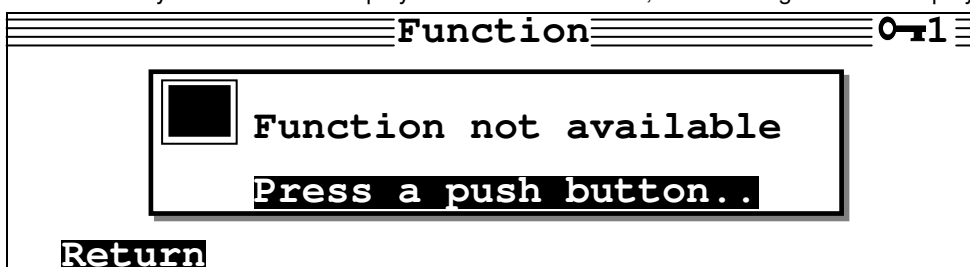 Function 1
Function not available
Press a push button..
Return